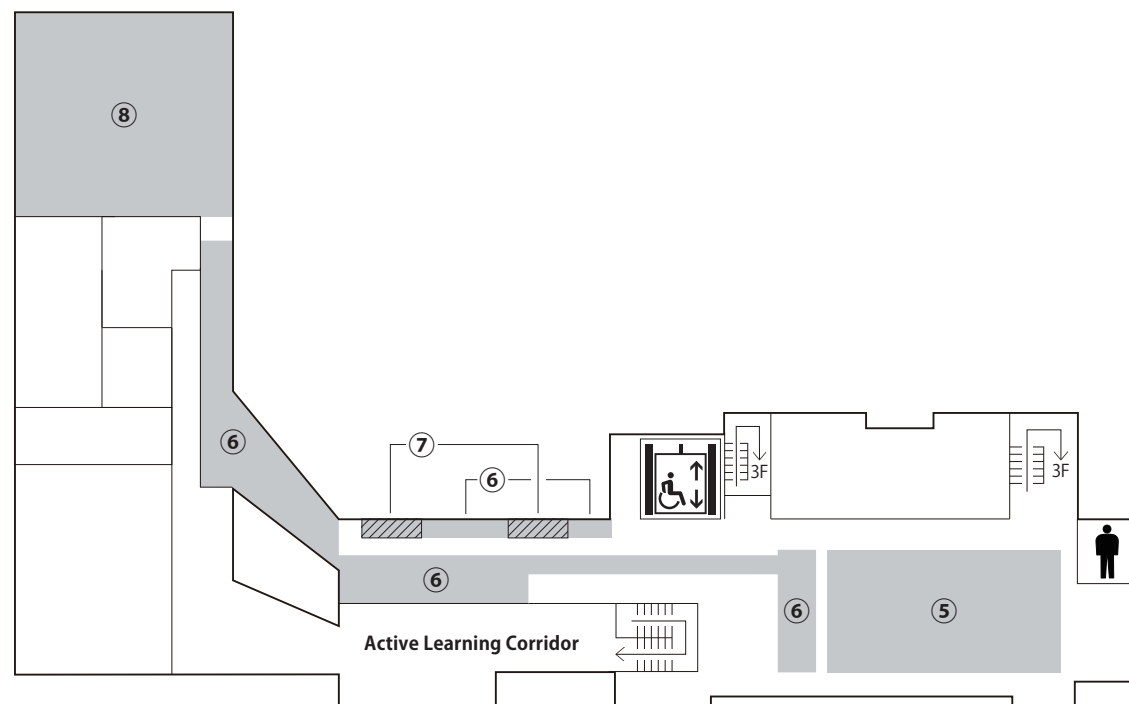 ⑧
⑥
⑦
⑥
3F
3F
⑥
⑥
⑤
Active Learning Corridor